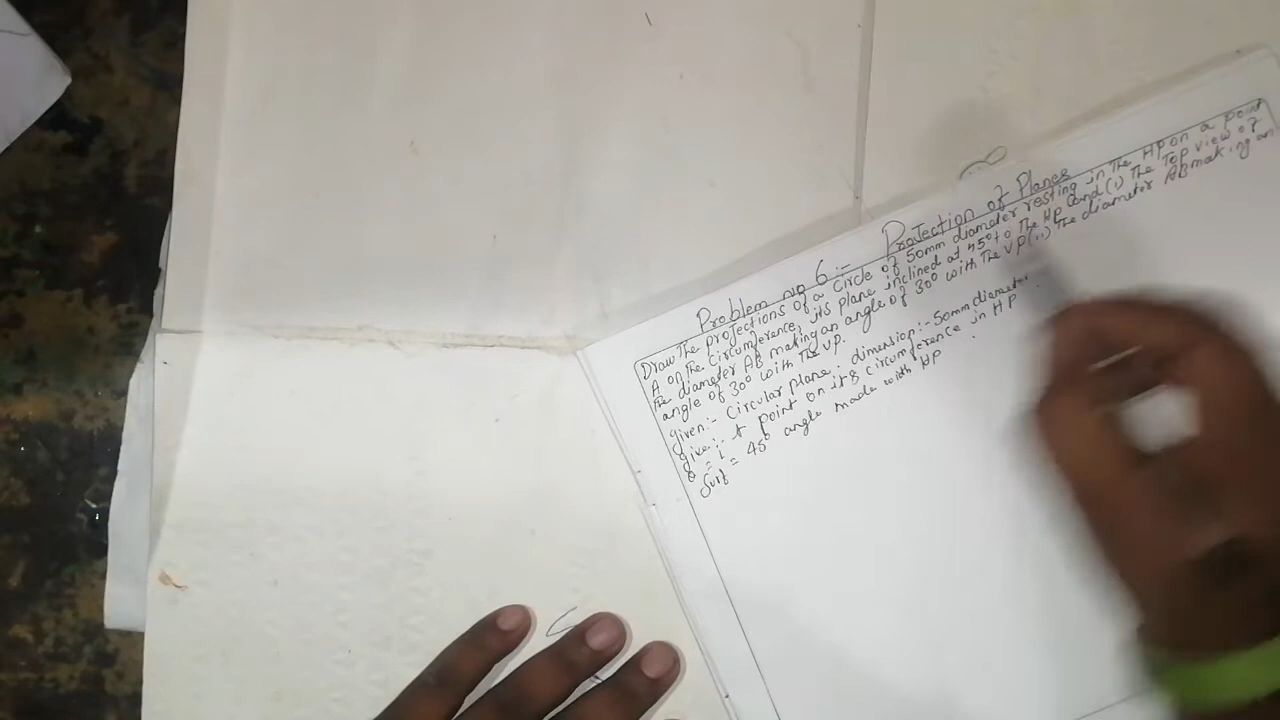 Projection of Planes
Problem no 6:-
Draw The projections of a circle of 50mm diameter resting in the HP on a point
A on the circumference, its plane inclined at 45° to the HP and (i) The Top view of
The diameter AB making an angle of 30° with The VP (ii) The diameter AB making an
angle of 30° with The VP.
given:- Circular plane. dimension:- 50mm diameter
give:- A point on it's circumference in HP.
Surf = 45° angle made with HP